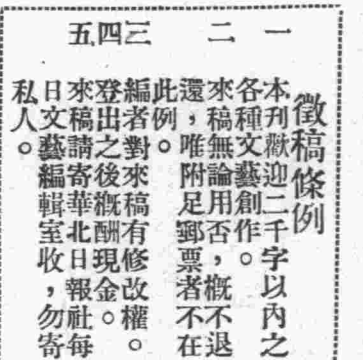 徵稿條例
一 本刊歡迎二千字以內之
各種文藝創作。
二 來稿無論用否，概不退
還，唯附足郵票者不在
此例。
三 編者對來稿有修改權。
四 登出之後概酬現金。
五 來稿請寄華北日報社每
日文藝編輯室收，勿寄
私人。